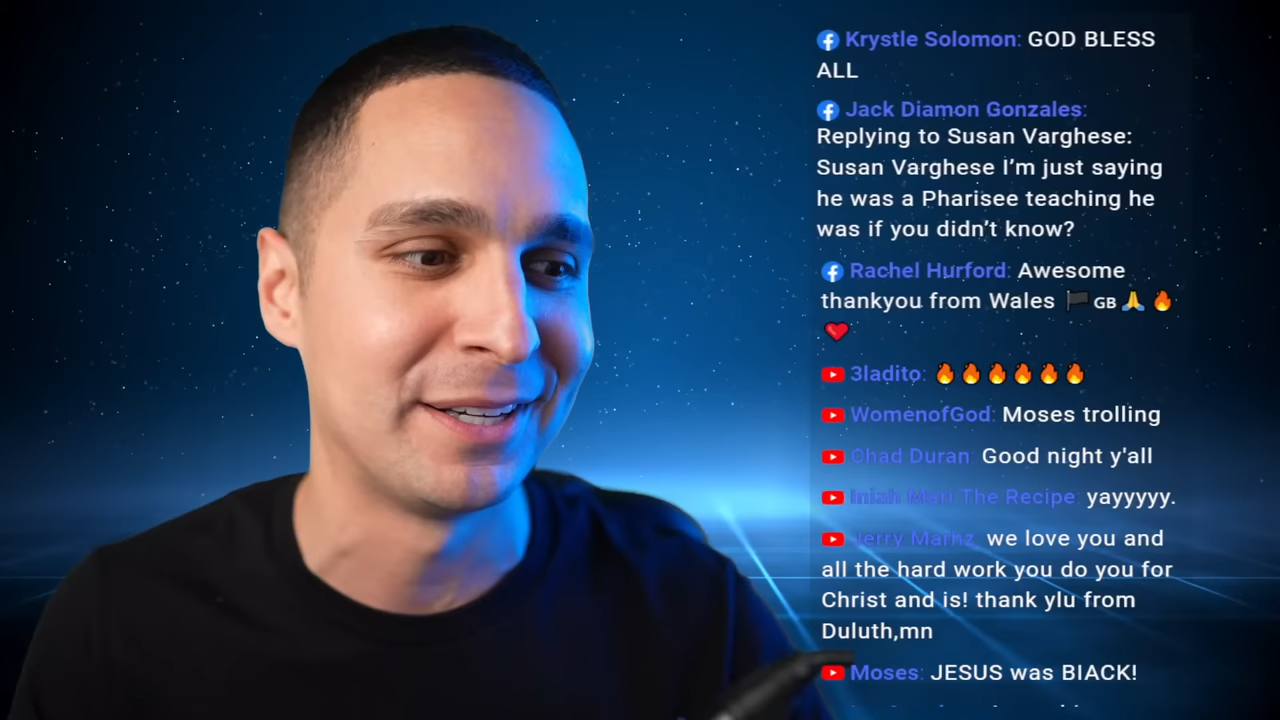 Krystle Solomon: GOD BLESS
ALL
Jack Diamon Gonzales:
Replying to Susan Varghese:
Susan Varghese I’m just saying
he was a Pharisee teaching he
was if you didn’t know?
Rachel Hurford: Awesome
thankyou from Wales 🏴GB🙏🔥
❤️
3ladito: 🔥🔥🔥🔥🔥🔥
WomenofGod: Moses trolling
Chad Duran: Good night y'all
Iniah Mari The Recipe: yayyyyy.
Jerry Marnz: we love you and
all the hard work you do you for
Christ and is! thank ylu from
Duluth,mn
Moses: JESUS was BlACK!